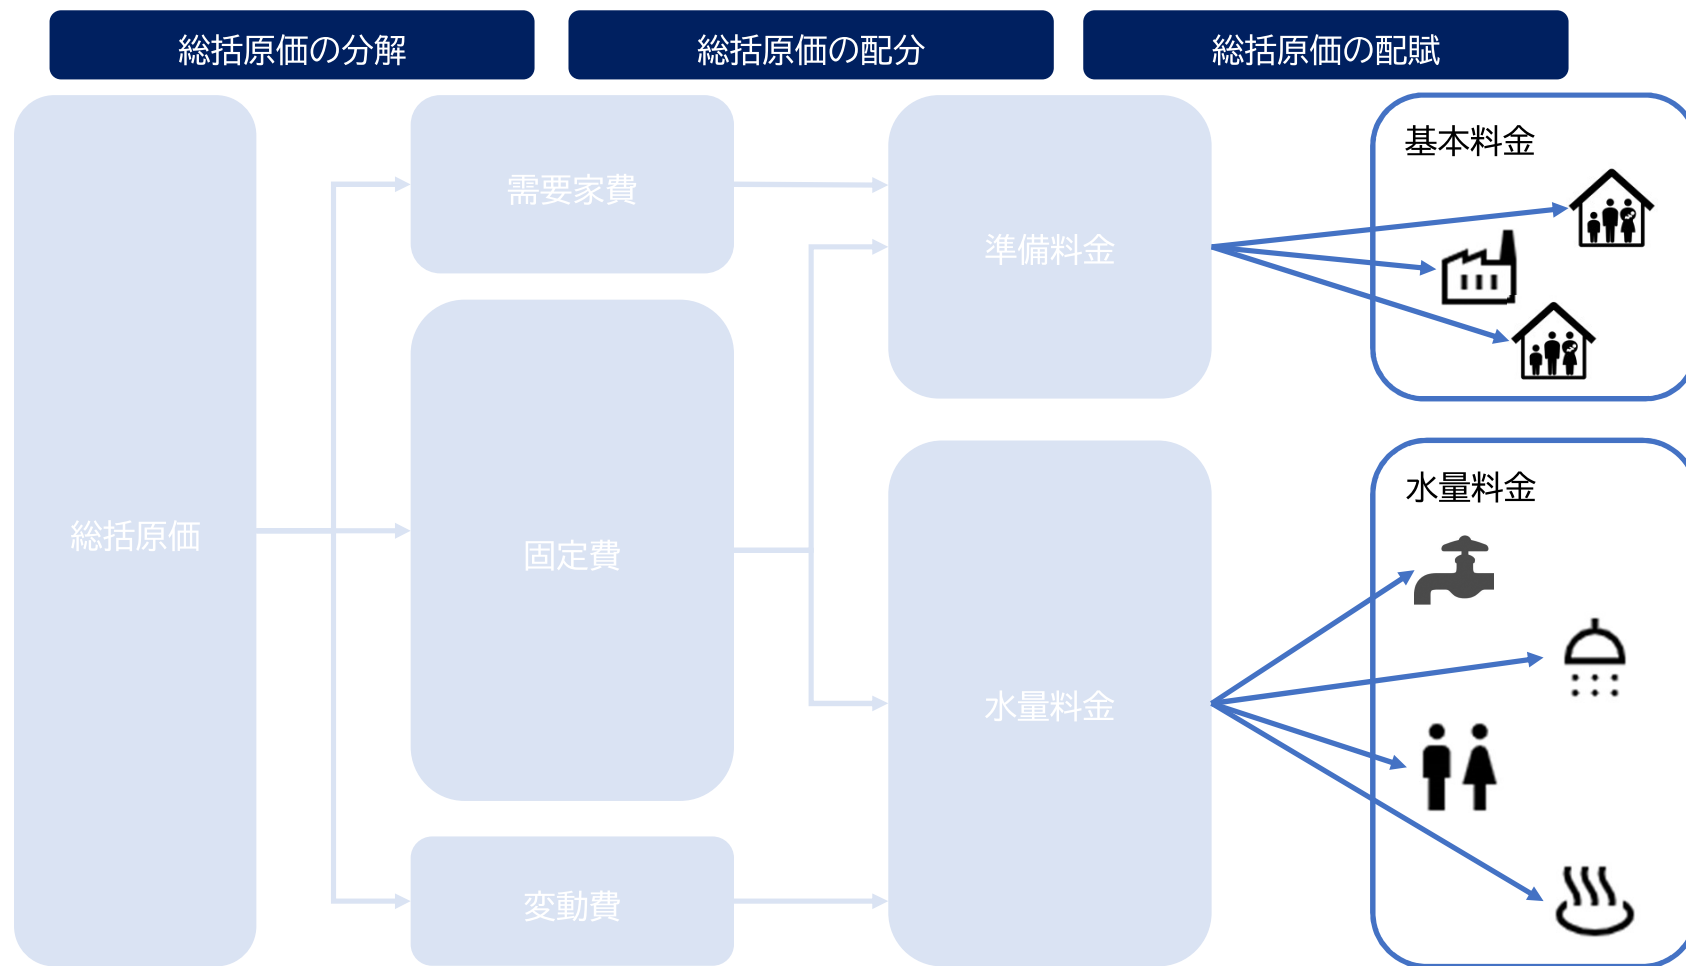 総括原価の分解
総括原価の配分
総括原価の配賦
総括原価
需要家費
固定費
変動費
準備料金
水量料金
基本料金
水量料金